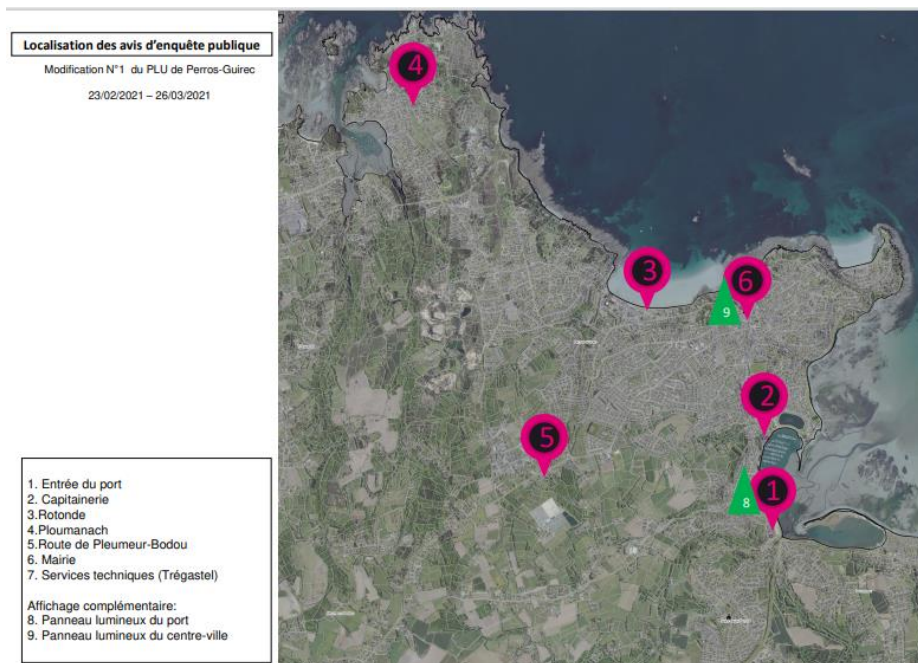 Localisation des avis d'enquête publique
Modification N°1 du PLU de Perros-Guirec
23/02/2021 – 26/03/2021
4
3
6
9
2
5
1
8
1. Entrée du port
2. Capitainerie
3.Rotonde
4.Ploumanach
5.Route de Pleumeur-Bodou
6. Mairie
7. Services techniques (Trégastel)
Affichage complémentaire:
8. Panneau lumineux du port
9. Panneau lumineux du centre-ville